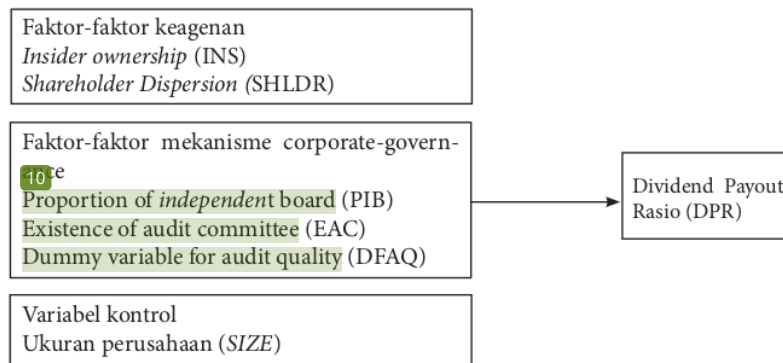 Faktor-faktor keagenan
Insider ownership (INS)
Shareholder Dispersion (SHLDR)
Faktor-faktor mekanisme corporate-govern-
10
Proportion of independent board (PIB)
Existence of audit committee (EAC)
Dummy variable for audit quality (DFAQ)
Dividend Payout
Rasio (DPR)
Variabel kontrol
Ukuran perusahaan (SIZE)